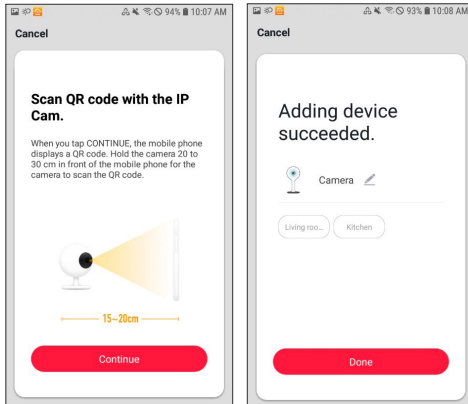 94% 10:07 AM
Cancel
Scan QR code with the IP
Cam.
When you tap CONTINUE, the mobile phone
displays a QR code. Hold the camera 20 to
30 cm in front of the mobile phone for the
camera to scan the QR code.
15~20cm
Continue
93% 10:08 AM
Cancel
Adding device
succeeded.
Camera
Living roo... Kitchen
Done